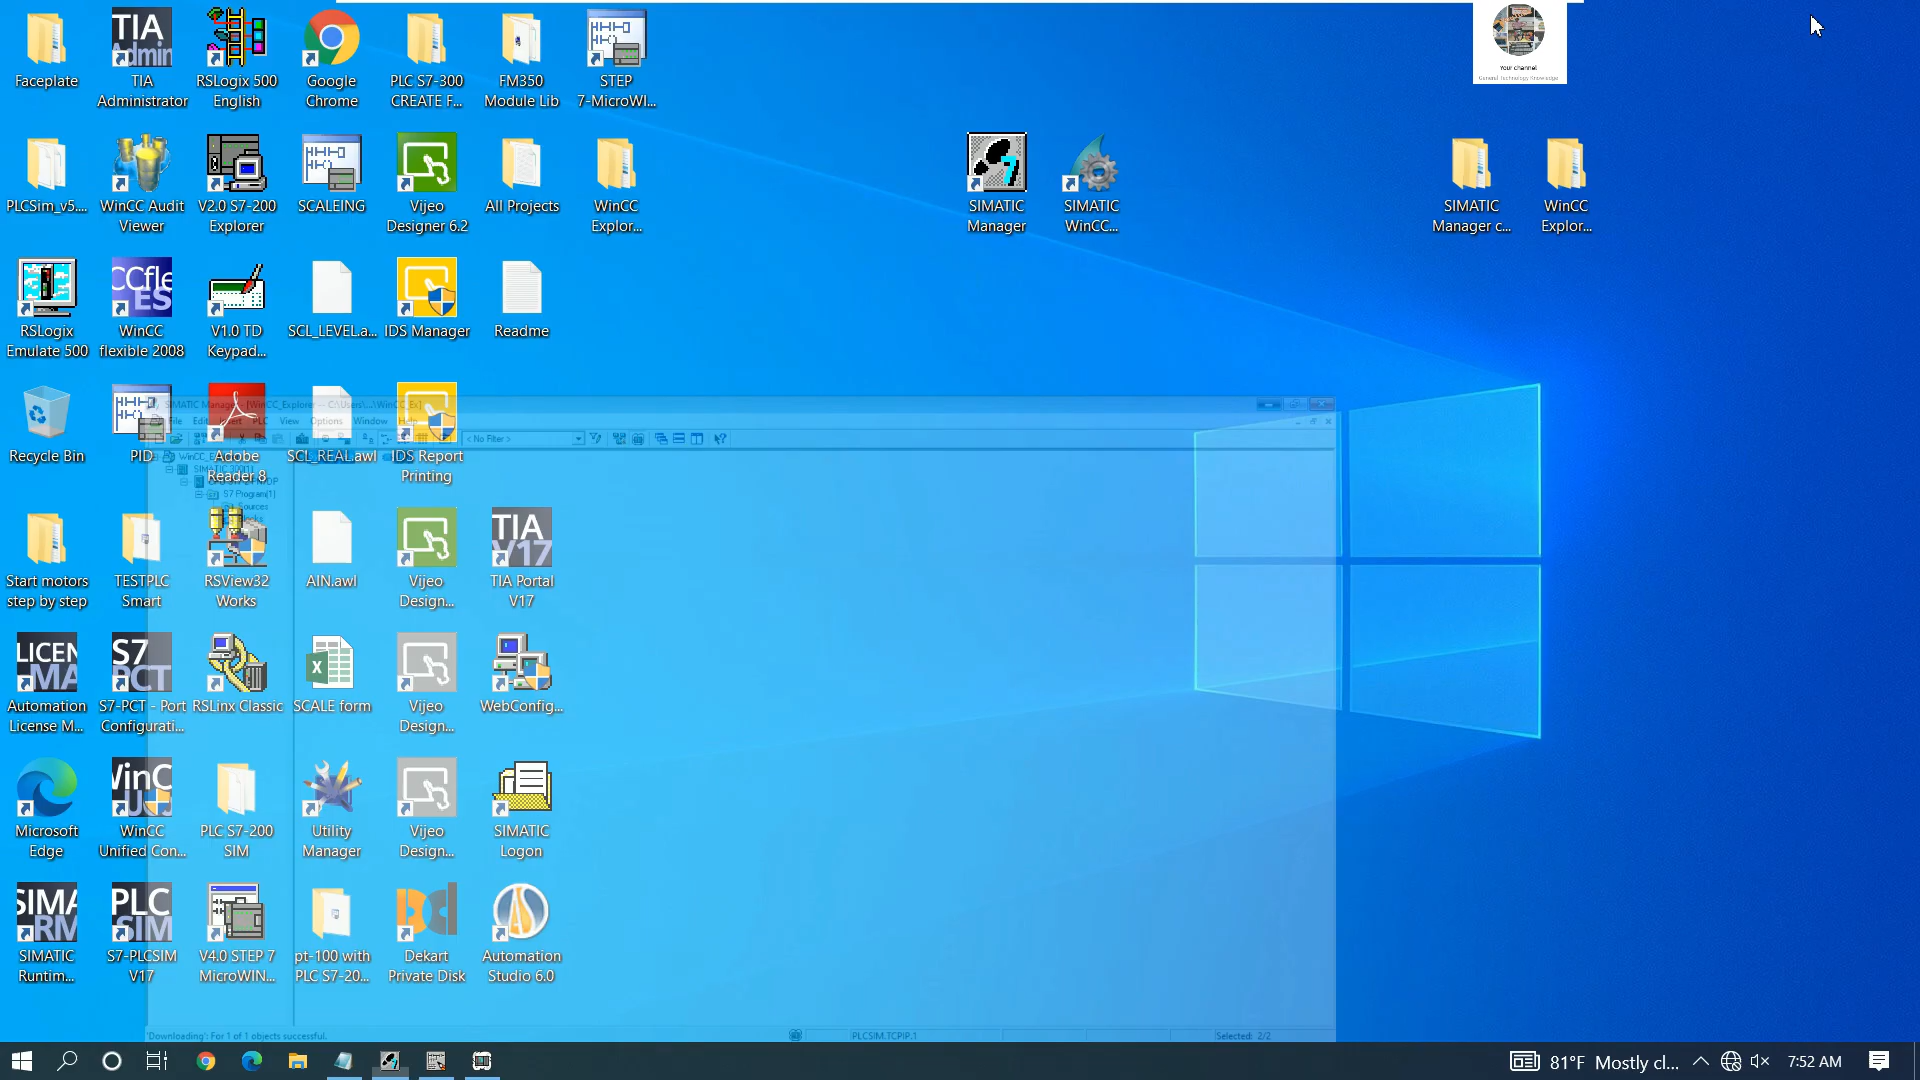 Faceplate
TIA Administrator
RSLogix 500 English
Google Chrome
PLC S7-300 CREATE F...
FM350 Module Lib
STEP 7-MicroWI...
Your channel
General Technology Knowledge
PLCSim_v5....
WinCC Audit Viewer
V2.0 S7-200 Explorer
SCALEING
Vijeo Designer 6.2
All Projects
WinCC Explor...
SIMATIC Manager
SIMATIC WinCC...
SIMATIC Manager c...
WinCC Explor...
RSLogix Emulate 500
WinCC flexible 2008
V1.0 TD Keypad...
SCL_LEVEL.a...
IDS Manager
Readme
Recycle Bin
PID
Adobe Reader 8
SCL_REAL.awl
IDS Report Printing
SIMATIC Manager - [WinCC_Explorer -- C:\Users\...\WinCC_Ex]
File Edit Insert PLC View Options Window Help
< No Filter >
S7 Program(1)
Sources
Start motors step by step
TESTPLC Smart
RSView32 Works
AIN.awl
Vijeo Design...
TIA Portal V17
Automation License M...
S7-PCT - Port Configurati...
RSLinx Classic
SCALE form
Vijeo Design...
WebConfig...
Microsoft Edge
WinCC Unified Con...
PLC S7-200 SIM
Utility Manager
Vijeo Design...
SIMATIC Logon
SIMATIC Runtim...
S7-PLCSIM V17
V4.0 STEP 7 MicroWIN...
pt-100 with PLC S7-20...
Dekart Private Disk
Automation Studio 6.0
'Downloading': For 1 of 1 objects successful.
PLCSIM.TCPIP.1
Selected: 2/2
81°F Mostly cl...
7:52 AM